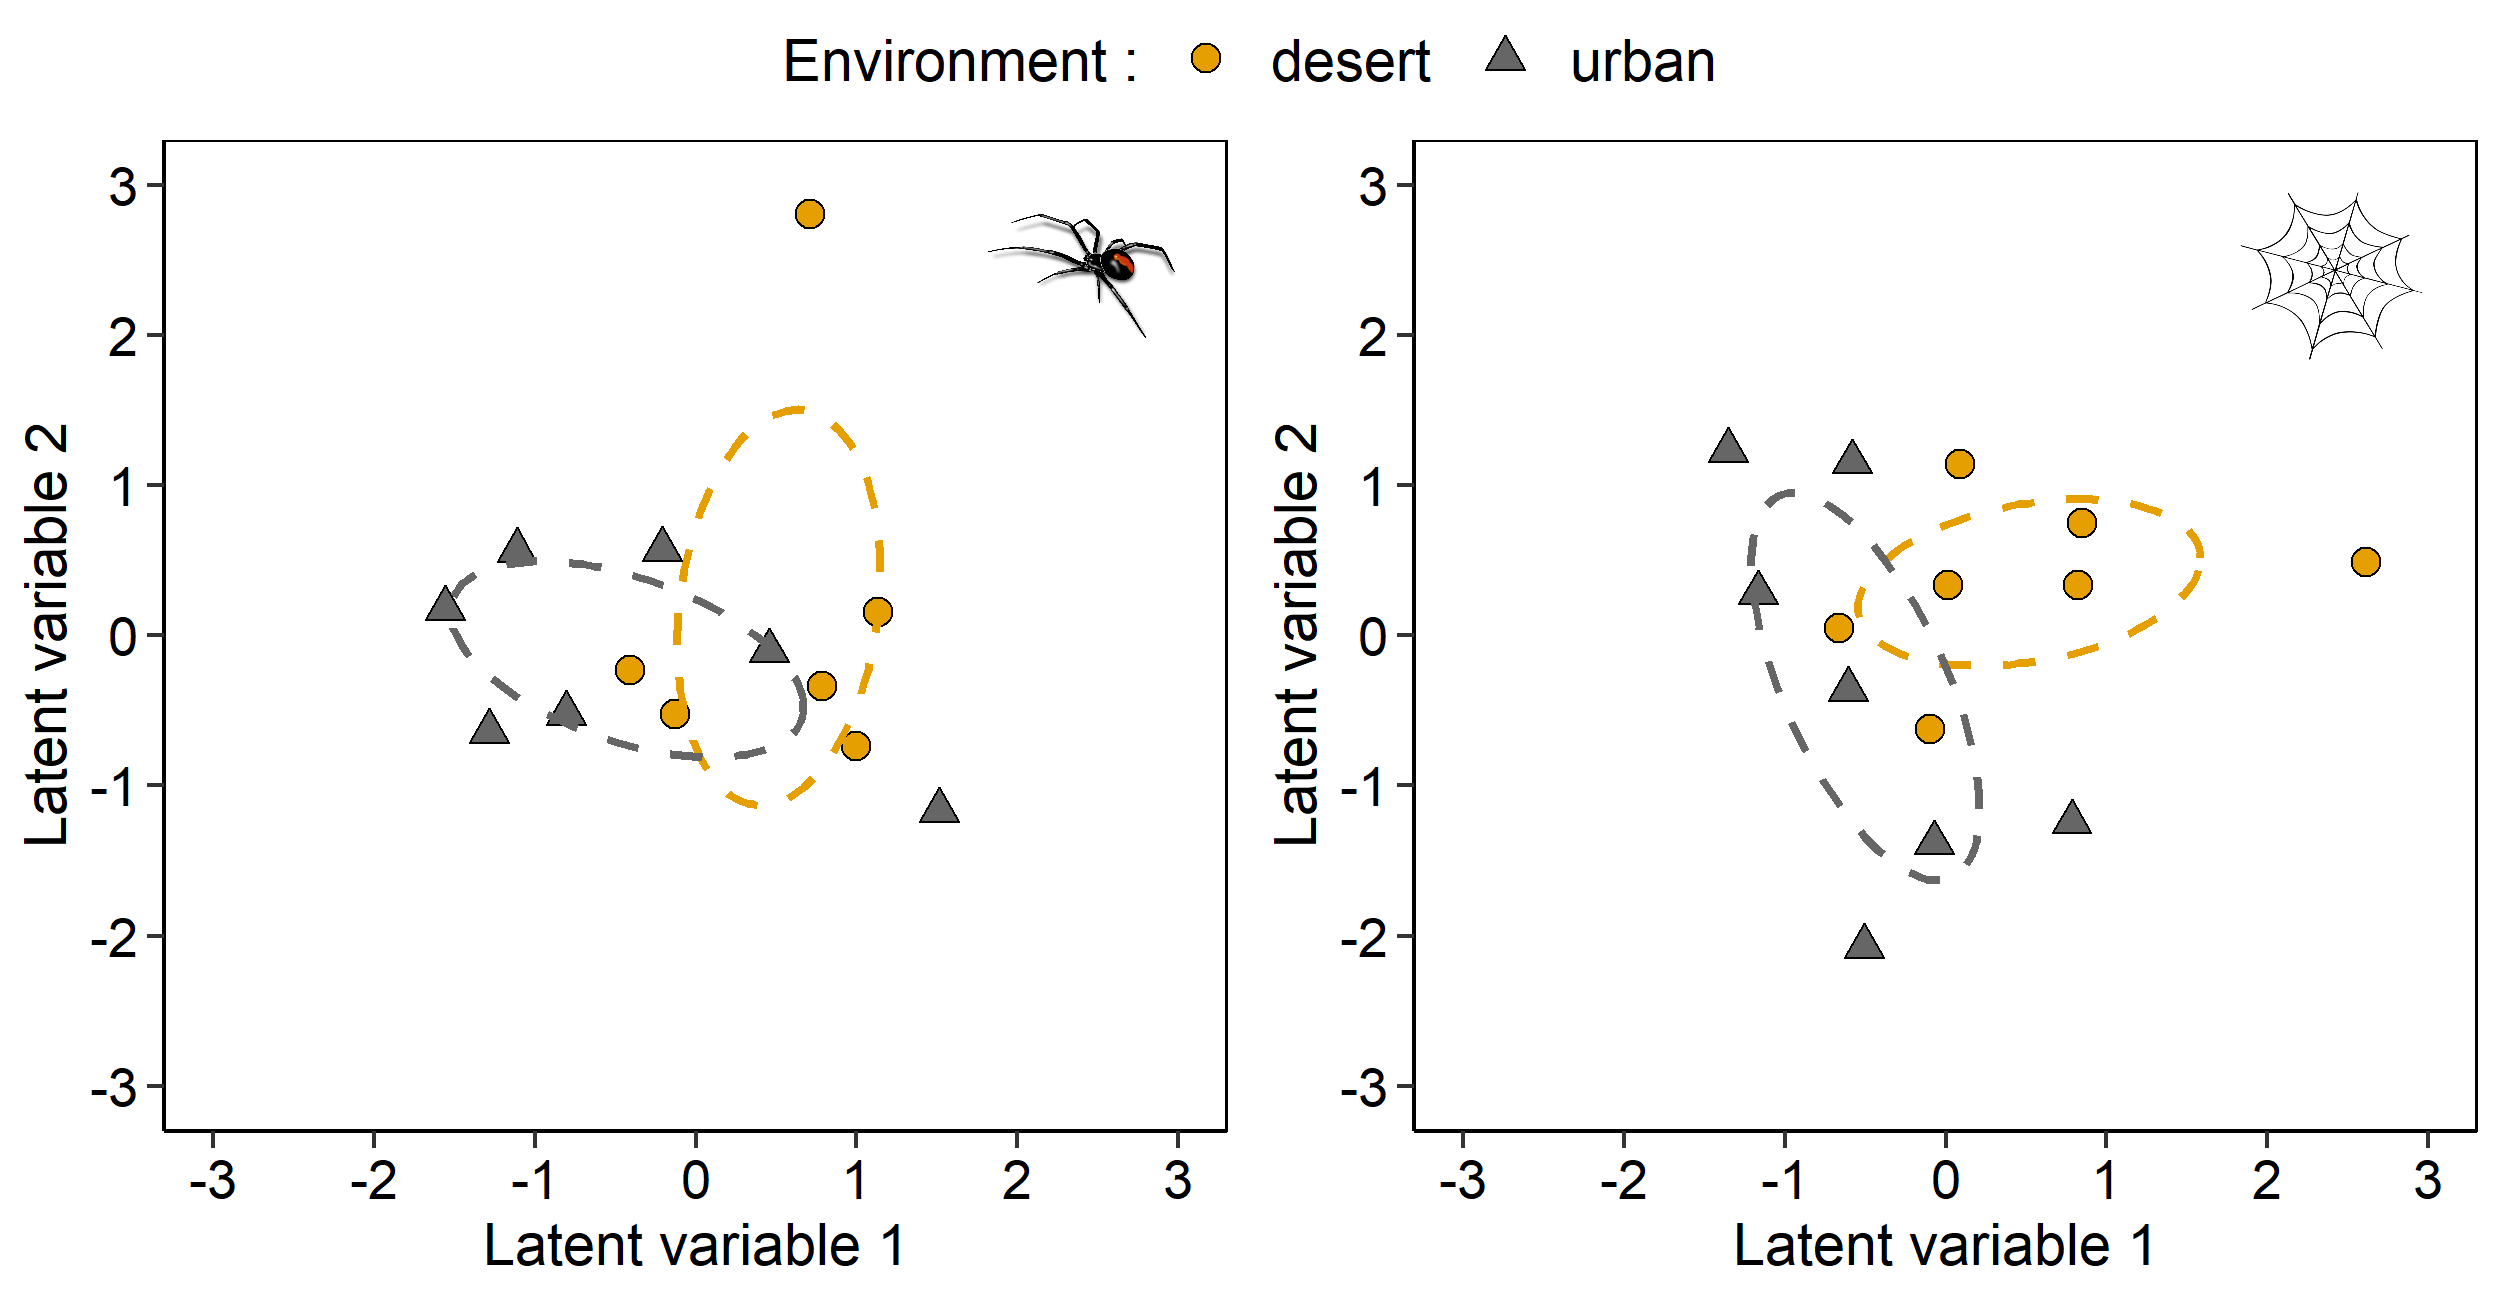 Environment : desert urban
3
2
1
0
-1
-2
-3
Latent variable 2
-3 -2 -1 0 1 2 3
Latent variable 1
3
2
1
0
-1
-2
-3
Latent variable 2
-3 -2 -1 0 1 2 3
Latent variable 1